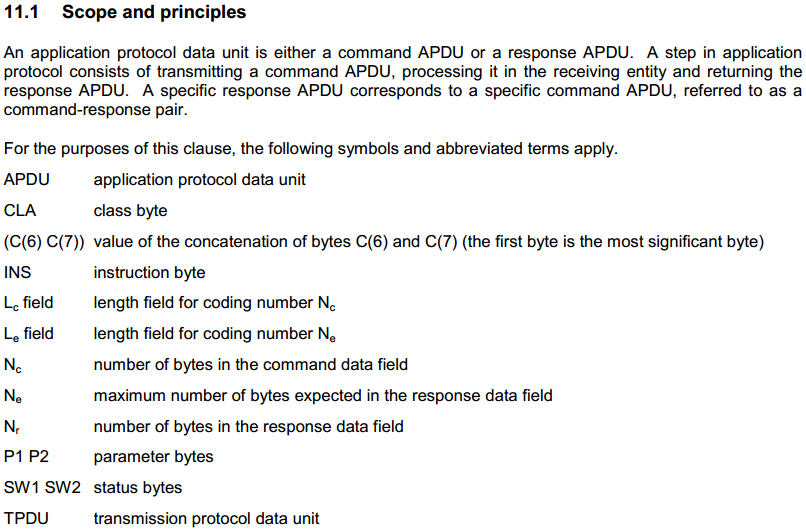 11.1 Scope and principles
An application protocol data unit is either a command APDU or a response APDU. A step in application
protocol consists of transmitting a command APDU, processing it in the receiving entity and returning the
response APDU. A specific response APDU corresponds to a specific command APDU, referred to as a
command-response pair.
For the purposes of this clause, the following symbols and abbreviated terms apply.
APDU application protocol data unit
CLA class byte
(C(6) C(7)) value of the concatenation of bytes C(6) and C(7) (the first byte is the most significant byte)
INS instruction byte
Lc field length field for coding number Nc
Le field length field for coding number Ne
Nc number of bytes in the command data field
Ne maximum number of bytes expected in the response data field
Nr number of bytes in the response data field
P1 P2 parameter bytes
SW1 SW2 status bytes
TPDU transmission protocol data unit